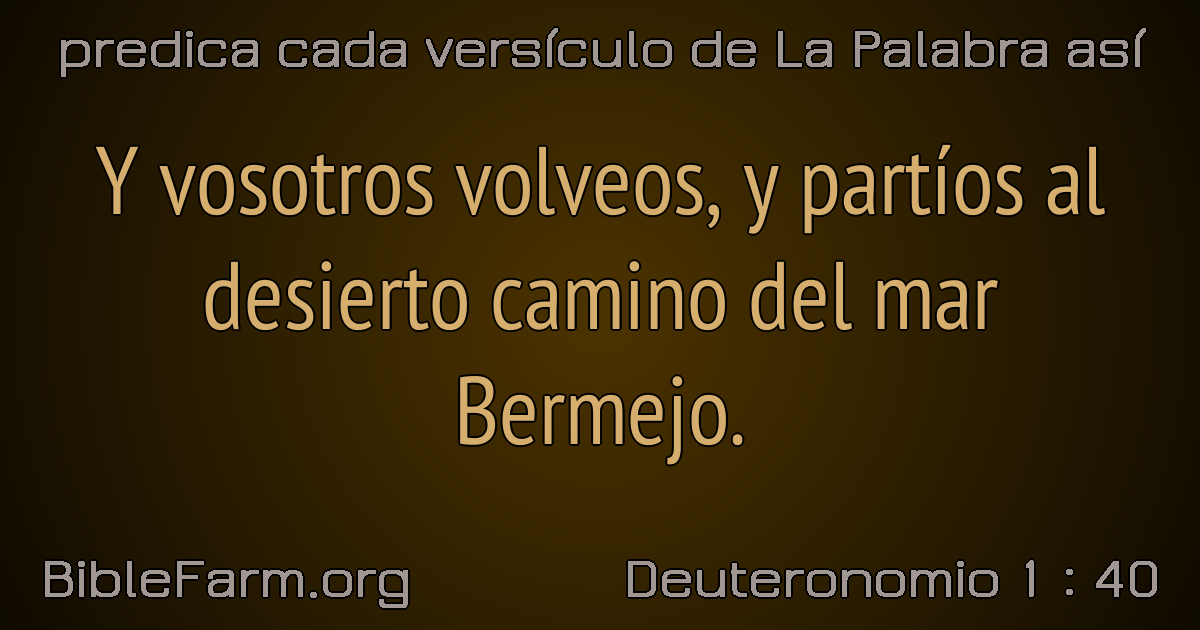 predica cada versículo de La Palabra así
Y vosotros volveos, y partíos al
desierto camino del mar
Bermejo.
BibleFarm.org
Deuteronomio 1 : 40